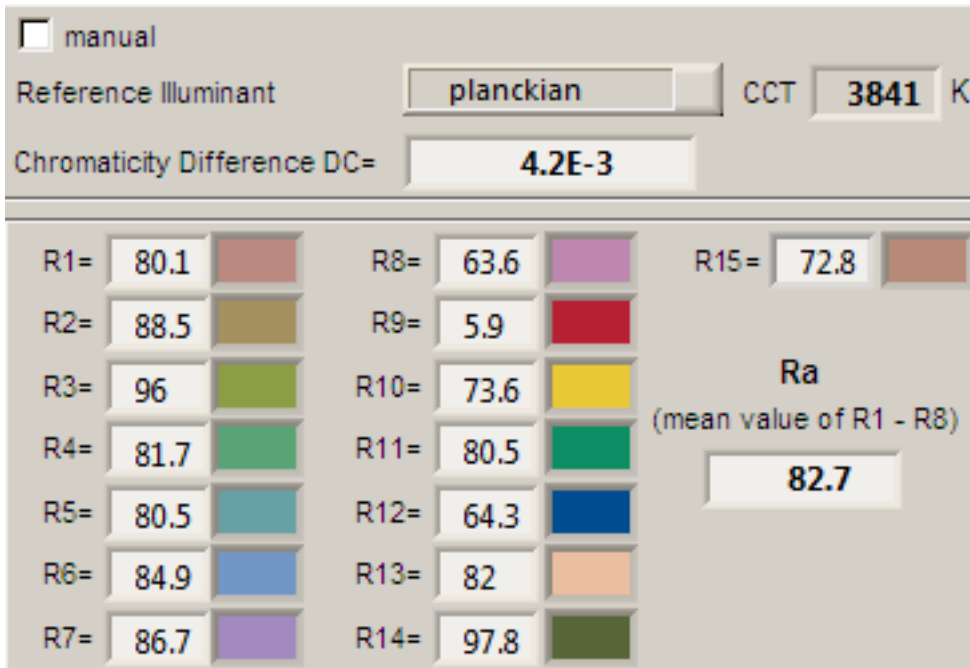 manual
Reference Illuminant planckian CCT 3841 K
Chromaticity Difference DC= 4.2E-3
R1= 80.1 R8= 63.6 R15= 72.8
R2= 88.5 R9= 5.9
R3= 96 R10= 73.6 Ra
(mean value of R1 - R8)
R4= 81.7 R11= 80.5
82.7
R5= 80.5 R12= 64.3
R6= 84.9 R13= 82
R7= 86.7 R14= 97.8